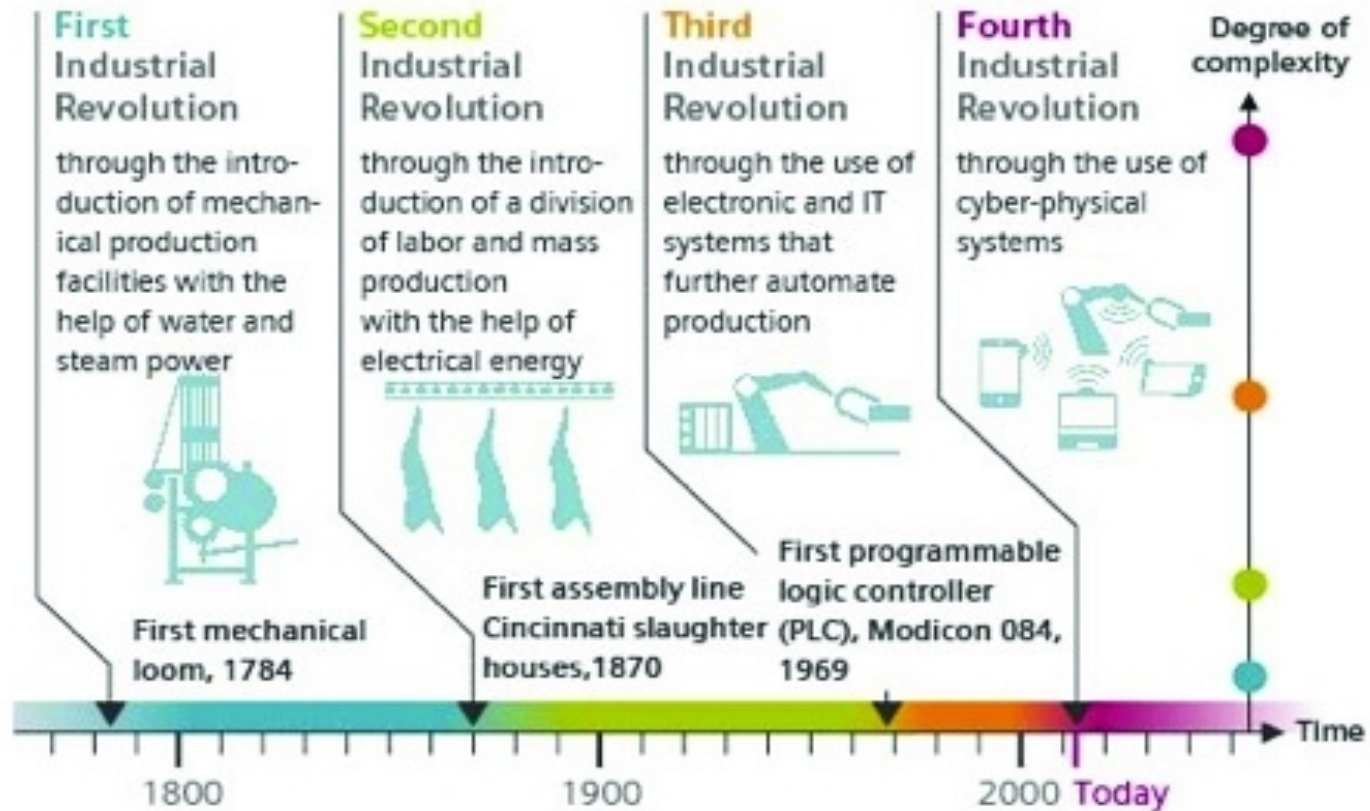 First
Industrial
Revolution
through the intro-
duction of mechan-
ical production
facilities with the
help of water and
steam power
First mechanical
loom, 1784
Second
Industrial
Revolution
through the intro-
duction of a division
of labor and mass
production
with the help of
electrical energy
First assembly line
Cincinnati slaughter
houses,1870
Third
Industrial
Revolution
through the use of
electronic and IT
systems that
further automate
production
First programmable
logic controller
(PLC), Modicon 084,
1969
Fourth
Industrial
Revolution
through the use of
cyber-physical
systems
Degree of
complexity
Time
1800
1900
2000
Today